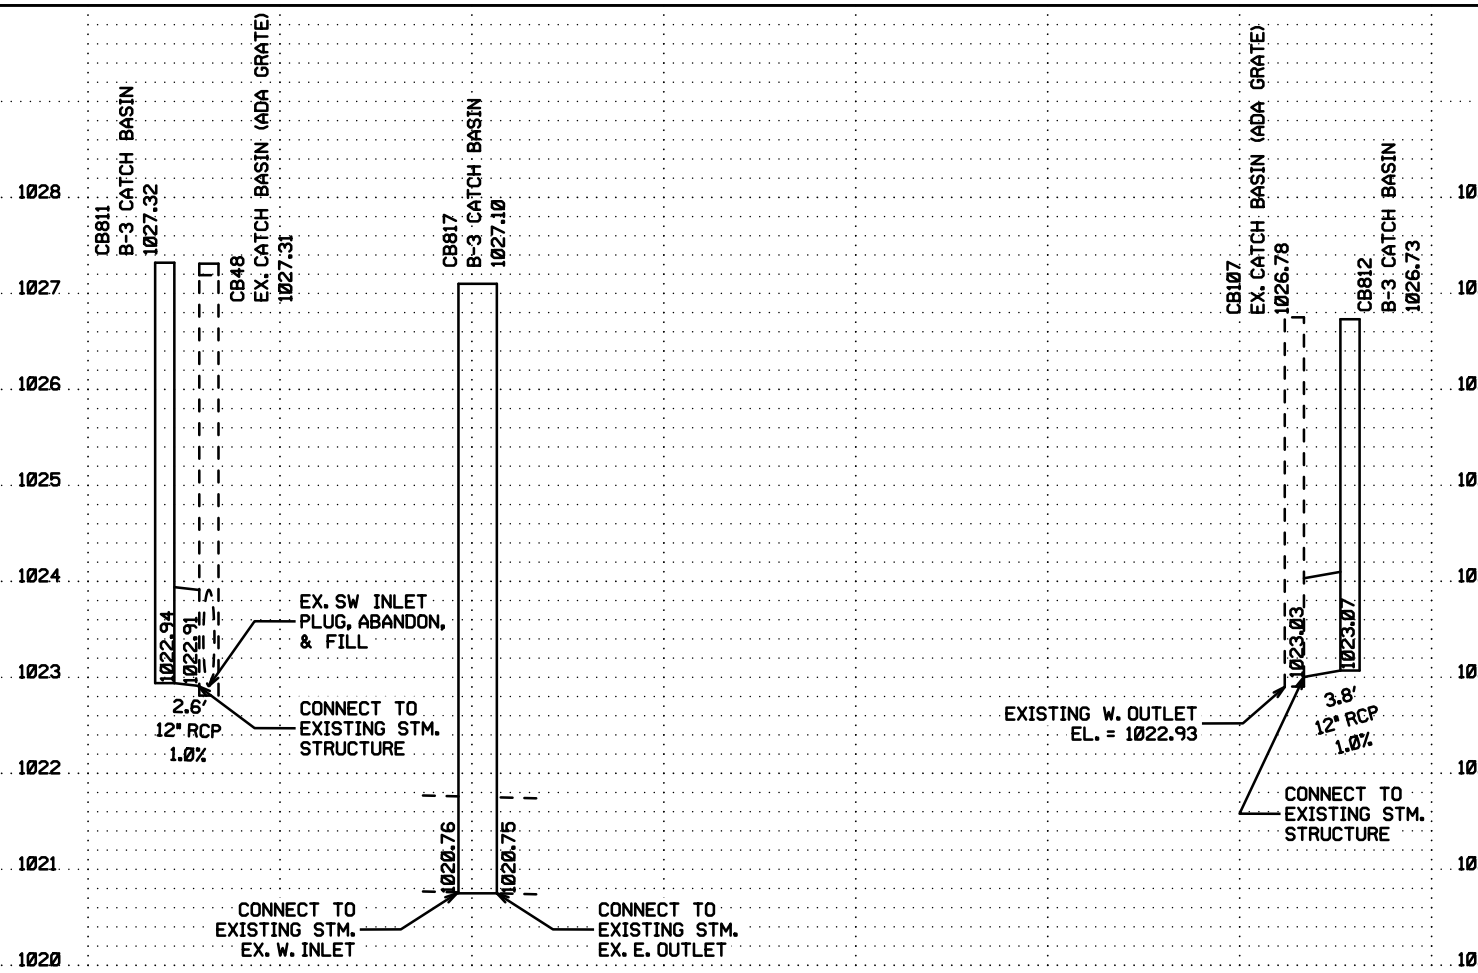 CB811
B-3 CATCH BASIN
1027.32
CB48
EX. CATCH BASIN (ADA GRATE)
1027.31
CB817
B-3 CATCH BASIN
1027.10
CB107
EX. CATCH BASIN (ADA GRATE)
1026.78
CB812
B-3 CATCH BASIN
1026.73
1028
1027
1026
1025
1024
1023
1022
1021
1020
10
10
10
10
10
10
10
10
10
1022.94
1022.91
EX. SW INLET
PLUG, ABANDON,
& FILL
2.6'
12" RCP
1.0%
CONNECT TO
EXISTING STM.
STRUCTURE
1020.76
1020.75
CONNECT TO
EXISTING STM.
EX. W. INLET
CONNECT TO
EXISTING STM.
EX. E. OUTLET
1023.03
1023.07
EXISTING W. OUTLET
EL. = 1022.93
3.8'
12" RCP
1.0%
CONNECT TO
EXISTING STM.
STRUCTURE